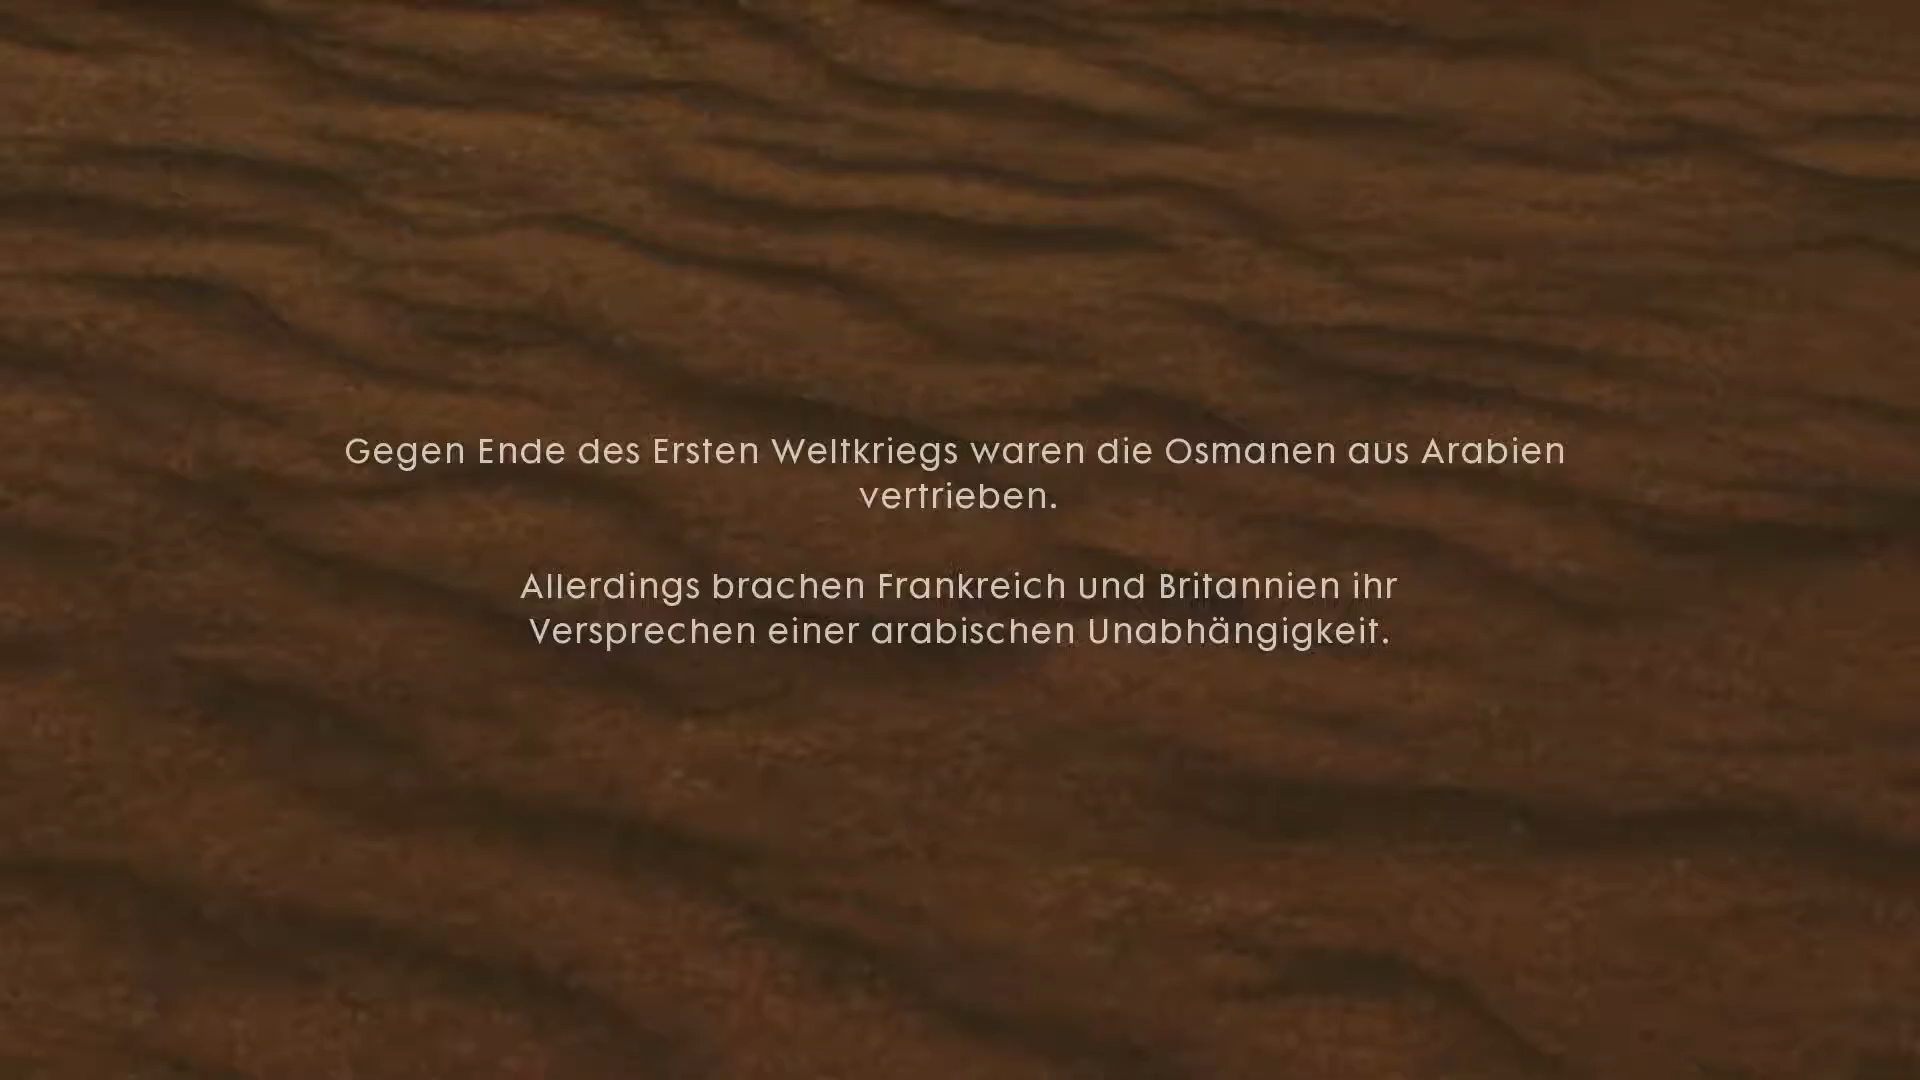 Gegen Ende des Ersten Weltkriegs waren die Osmanen aus Arabien
vertrieben.
Allerdings brachen Frankreich und Britannien ihr
Versprechen einer arabischen Unabhängigkeit.